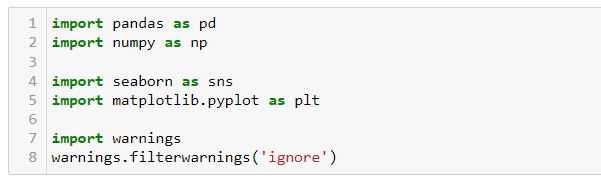 1 import pandas as pd
2 import numpy as np
3
4 import seaborn as sns
5 import matplotlib.pyplot as plt
6
7 import warnings
8 warnings.filterwarnings('ignore')